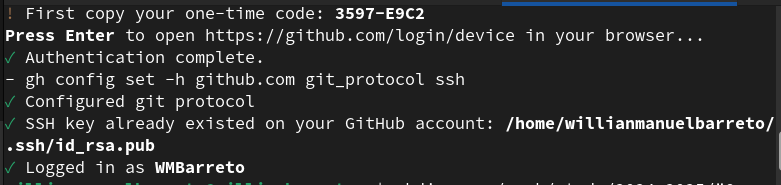 ! First copy your one-time code: 3597-E9C2
Press Enter to open https://github.com/login/device in your browser...
✓ Authentication complete.
- gh config set -h github.com git_protocol ssh
✓ Configured git protocol
✓ SSH key already existed on your GitHub account: /home/willianmanuelbarreto/
.ssh/id_rsa.pub
✓ Logged in as WMBarreto